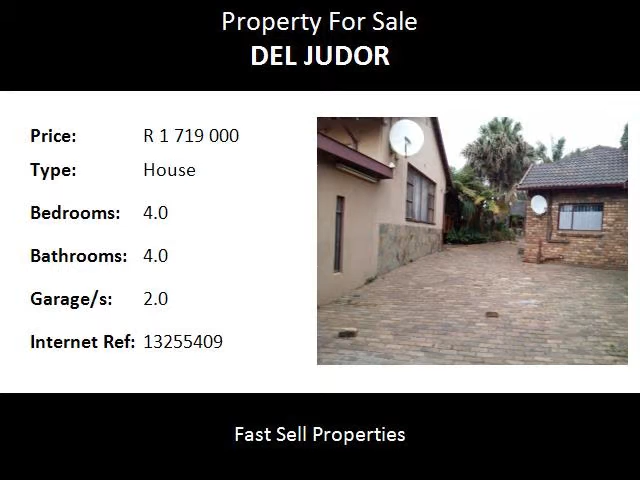 Property For Sale
DEL JUDOR
Price: R 1 719 000
Type: House
Bedrooms: 4.0
Bathrooms: 4.0
Garage/s: 2.0
Internet Ref: 13255409
Fast Sell Properties